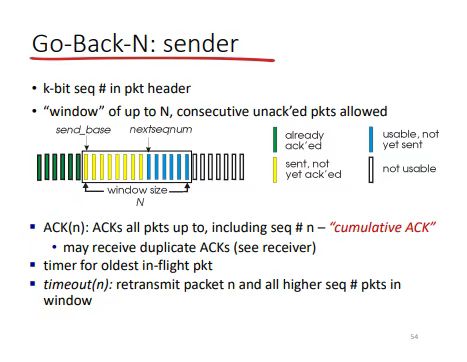 Go-Back-N: sender
• k-bit seq # in pkt header
• “window” of up to N, consecutive unack’ed pkts allowed
send_base nextseqnum
already
ack’ed
sent, not
yet ack’ed
usable, not
yet sent
not usable
window size
N
▪ ACK(n): ACKs all pkts up to, including seq # n – “cumulative ACK”
• may receive duplicate ACKs (see receiver)
▪ timer for oldest in-flight pkt
▪ timeout(n): retransmit packet n and all higher seq # pkts in
window
54